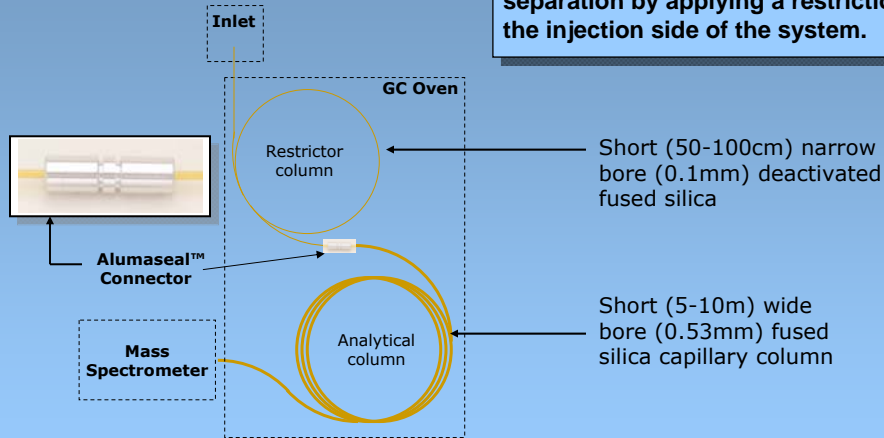 separation by applying a restriction
the injection side of the system.
Inlet
GC Oven
Restrictor
column
Short (50-100cm) narrow
bore (0.1mm) deactivated
fused silica
Alumaseal™
Connector
Short (5-10m) wide
bore (0.53mm) fused
silica capillary column
Analytical
column
Mass
Spectrometer